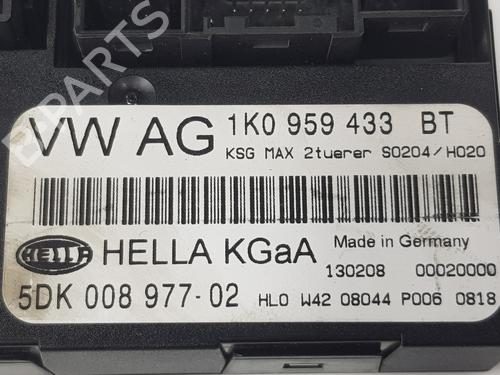 VW AG 1K0 959 433 BT
KSG MAX 2tuerer S0204/H020
HELLA HELLA KGaA Made in Germany
130208 00020000
5DK 008 977-02 HL0 W42 08044 P006 0818
B-PARTS